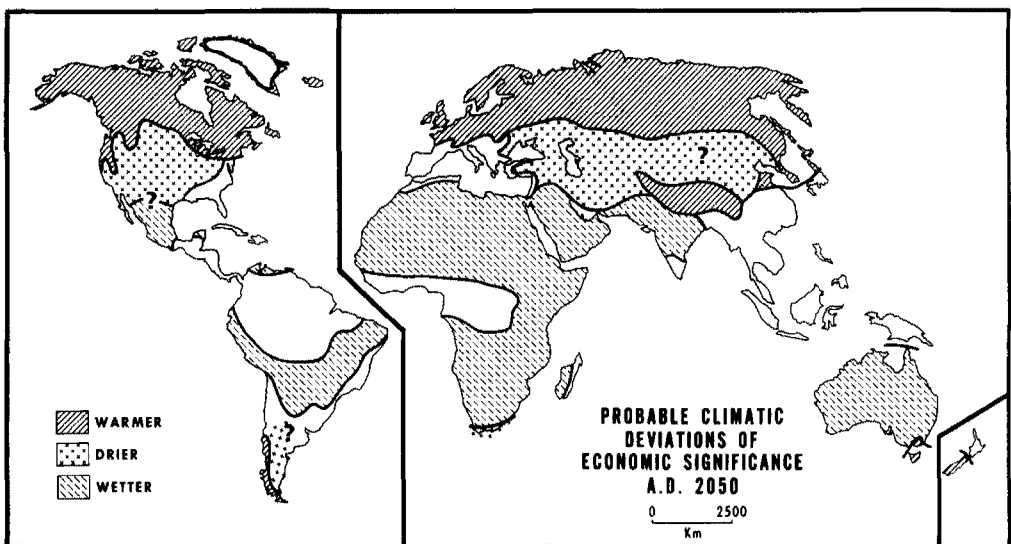 ?
?
?
WARMER
DRIER
WETTER
PROBABLE CLIMATIC
DEVIATIONS OF
ECONOMIC SIGNIFICANCE
A.D. 2050
0 2500
Km